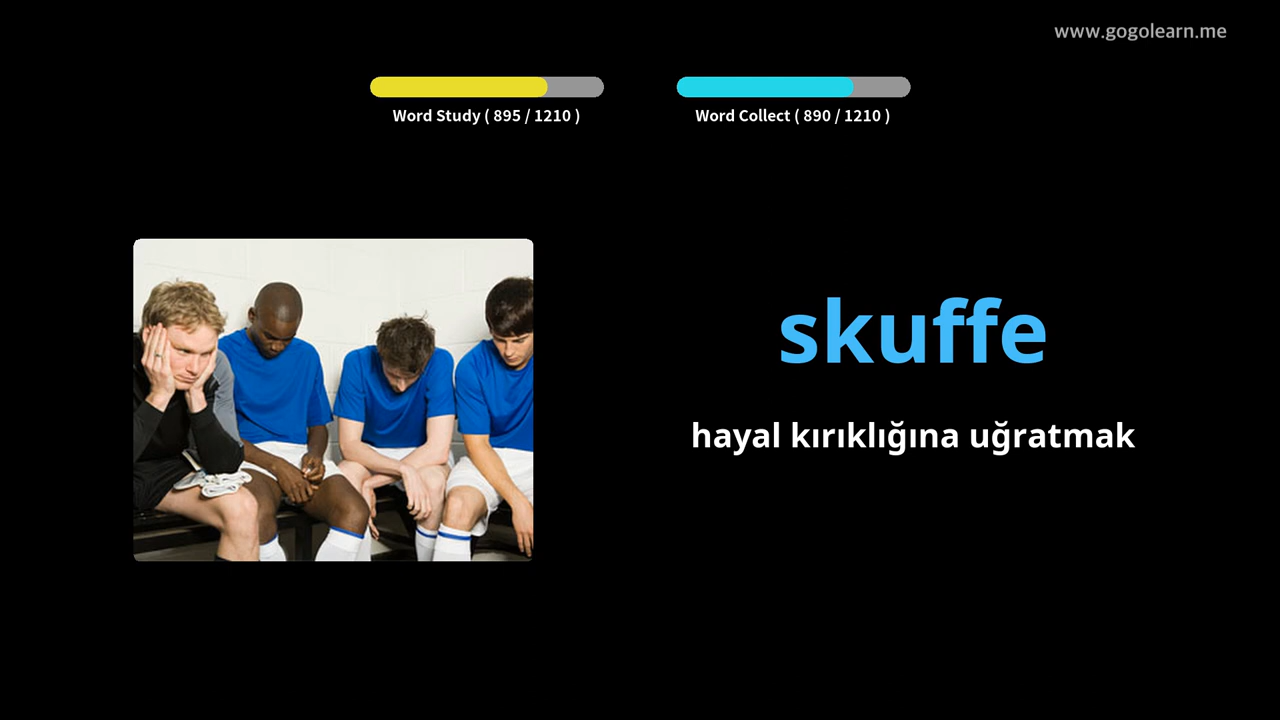 www.gogolearn.me
Word Study ( 895 / 1210 )
Word Collect ( 890 / 1210 )
skuffe
hayal kırıklığına uğratmak